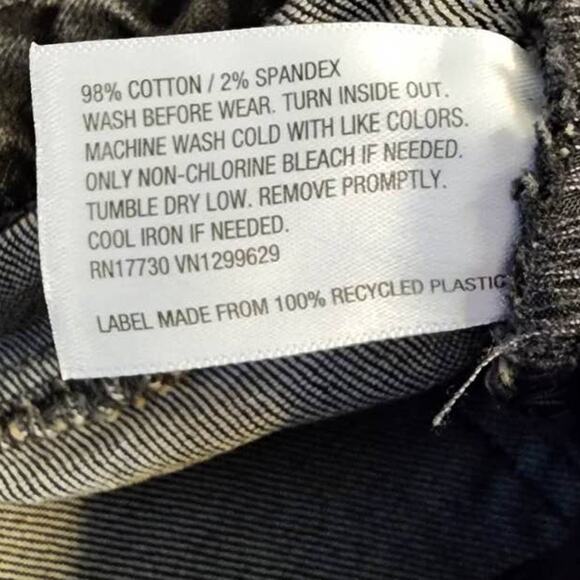 98% COTTON / 2% SPANDEX
WASH BEFORE WEAR. TURN INSIDE OUT.
MACHINE WASH COLD WITH LIKE COLORS.
ONLY NON-CHLORINE BLEACH IF NEEDED.
TUMBLE DRY LOW. REMOVE PROMPTLY.
COOL IRON IF NEEDED.
RN17730 VN1299629
LABEL MADE FROM 100% RECYCLED PLASTIC